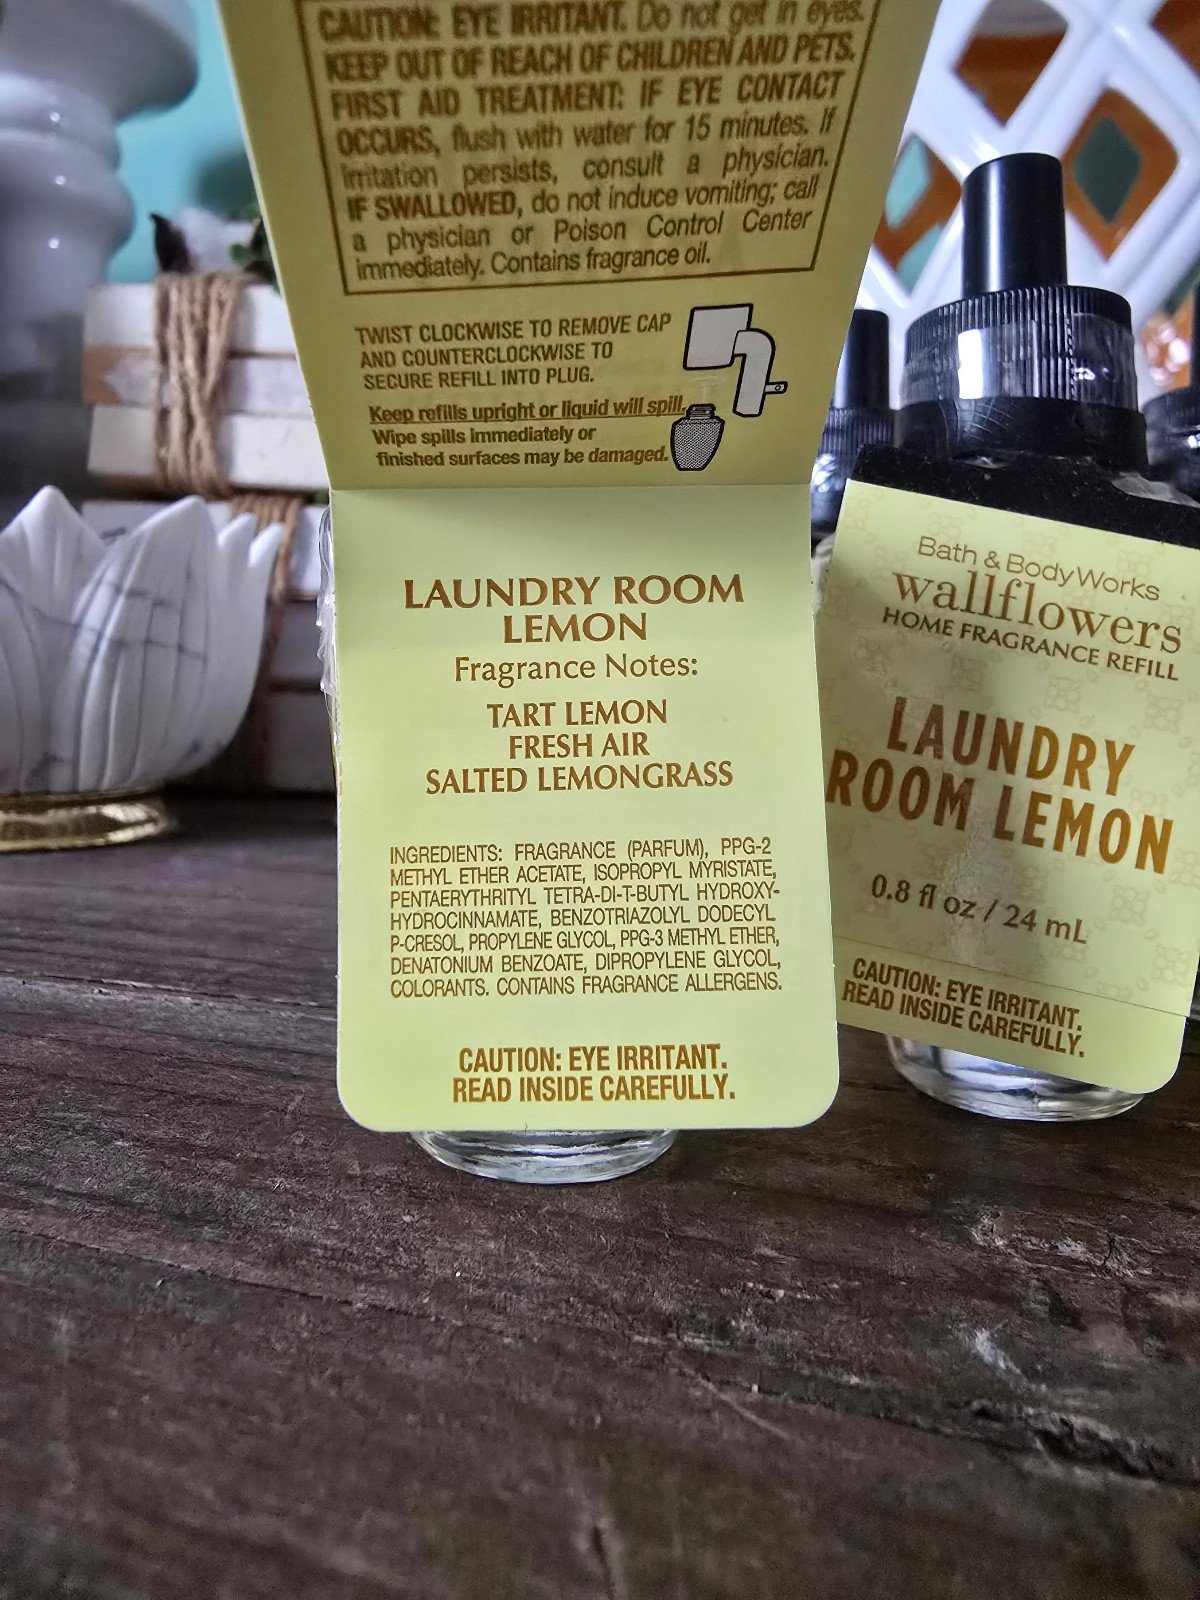 CAUTION: EYE IRRITANT. Do not get in eyes.
KEEP OUT OF REACH OF CHILDREN AND PETS.
FIRST AID TREATMENT: IF EYE CONTACT
OCCURS, flush with water for 15 minutes. If
irritation persists, consult a physician.
IF SWALLOWED, do not induce vomiting; call
a physician or Poison Control Center
immediately. Contains fragrance oil.
TWIST CLOCKWISE TO REMOVE CAP
AND COUNTERCLOCKWISE TO
SECURE REFILL INTO PLUG.
Keep refills upright or liquid will spill.
Wipe spills immediately or
finished surfaces may be damaged.
LAUNDRY ROOM
LEMON
Fragrance Notes:
TART LEMON
FRESH AIR
SALTED LEMONGRASS
INGREDIENTS: FRAGRANCE (PARFUM), PPG-2
METHYL ETHER ACETATE, ISOPROPYL MYRISTATE,
PENTAERYTHRITYL TETRA-DI-T-BUTYL HYDROXY-
HYDROCINNAMATE, BENZOTRIAZOLYL DODECYL
P-CRESOL, PROPYLENE GLYCOL, PPG-3 METHYL ETHER,
DENATONIUM BENZOATE, DIPROPYLENE GLYCOL,
COLORANTS. CONTAINS FRAGRANCE ALLERGENS.
CAUTION: EYE IRRITANT.
READ INSIDE CAREFULLY.
Bath & Body Works
wallflowers
HOME FRAGRANCE REFILL
LAUNDRY
ROOM LEMON
0.8 fl oz / 24 mL
CAUTION: EYE IRRITANT.
READ INSIDE CAREFULLY.